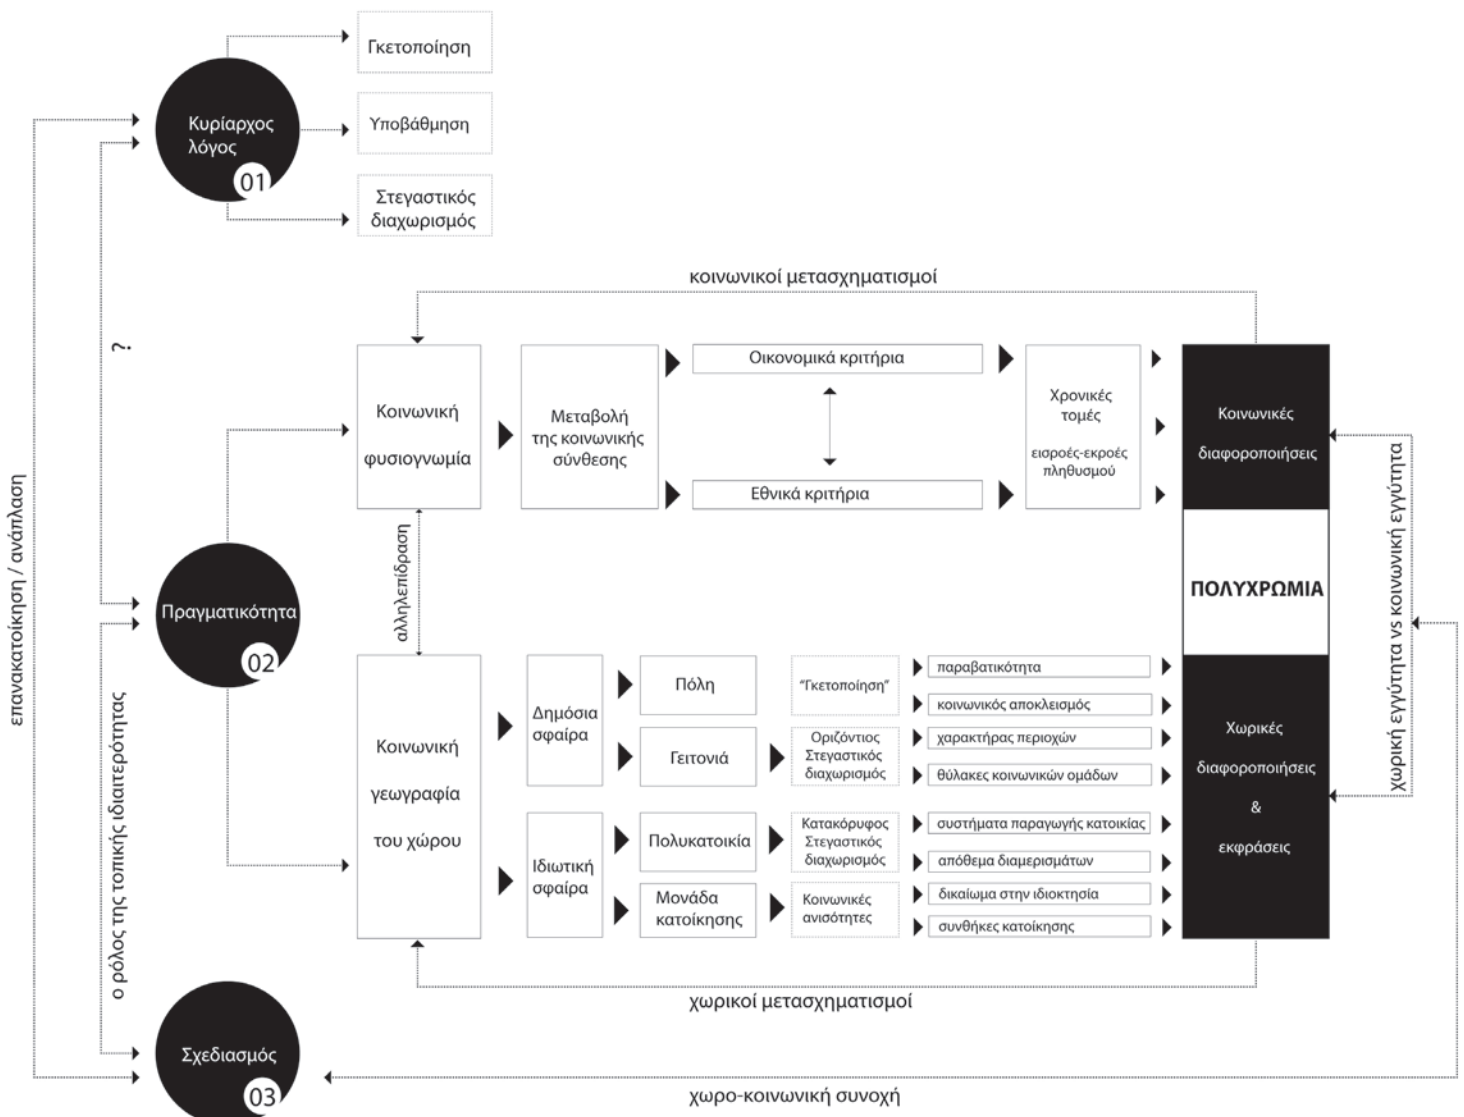 Γκετοποίηση
Κυρίαρχος
λόγος
01
Υποβάθμηση
Στεγαστικός
διαχωρισμός
κοινωνικοί μετασχηματισμοί
επανακατοίκηση / ανάπλαση
?
ο ρόλος της τοπικής ιδιατερότητας
Πραγματικότητα
02
Κοινωνική
φυσιογνωμία
Μεταβολή
της κοινωνικής
σύνθεσης
Οικονομικά κριτήρια
Εθνικά κριτήρια
Χρονικές
τομές
εισροές-εκροές
πληθυσμού
Κοινωνικές
διαφοροποιήσεις
αλληλεπίδραση
ΠΟΛΥΧΡΩΜΙΑ
χωρική εγγύτητα vs κοινωνική εγγύτητα
Κοινωνική
γεωγραφία
του χώρου
Δημόσια
σφαίρα
Πόλη
"Γκετοποίηση"
παραβατικότητα
κοινωνικός αποκλεισμός
Γειτονιά
Οριζόντιος
Στεγαστικός
διαχωρισμός
χαρακτήρας περιοχών
θύλακες κοινωνικών ομάδων
Ιδιωτική
σφαίρα
Πολυκατοικία
Κατακόρυφος
Στεγαστικός
διαχωρισμός
συστήματα παραγωγής κατοικίας
απόθεμα διαμερισμάτων
Μονάδα
κατοίκησης
Κοινωνικές
ανισότητες
δικαίωμα στην ιδιοκτησία
συνθήκες κατοίκησης
Χωρικές
διαφοροποιήσεις
&
εκφράσεις
χωρικοί μετασχηματισμοί
Σχεδιασμός
03
χωρο-κοινωνική συνοχή